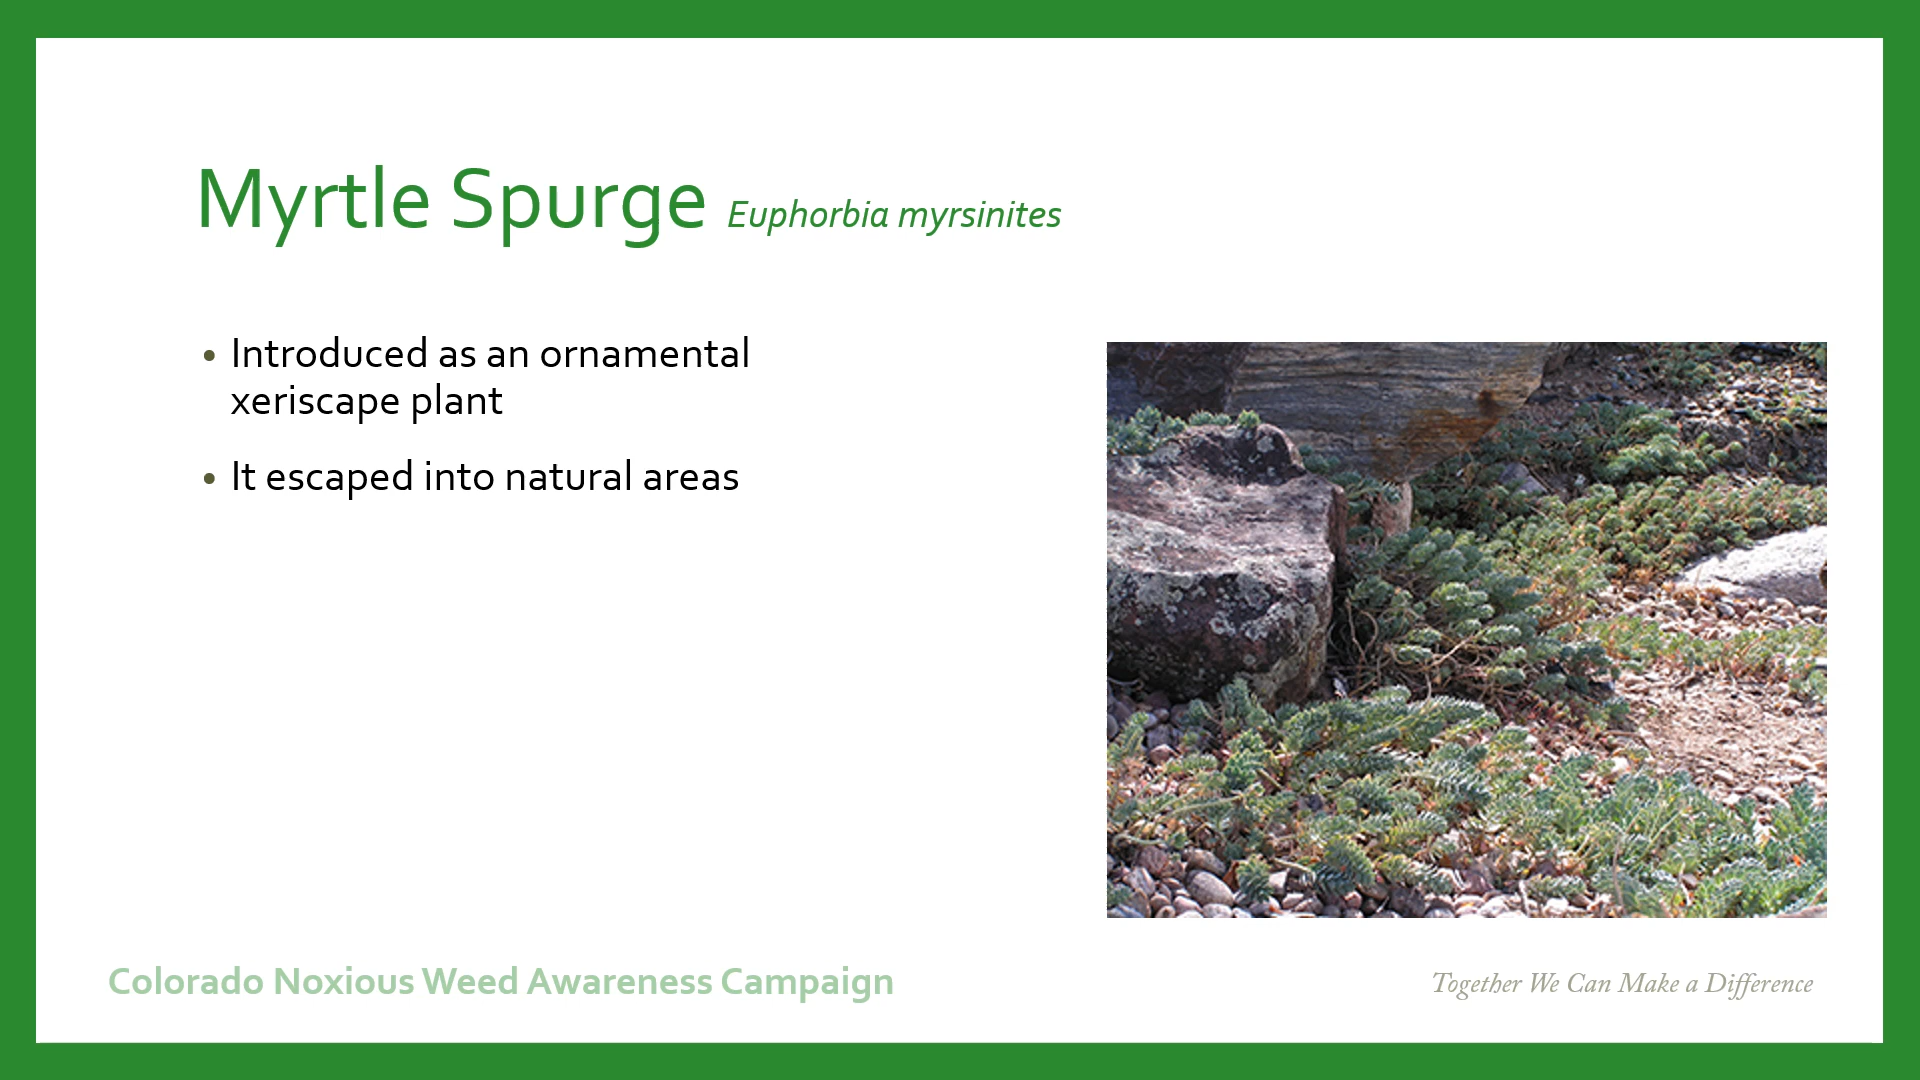 Myrtle Spurge Euphorbia myrsinites
• Introduced as an ornamental
xeriscape plant
• It escaped into natural areas
Colorado Noxious Weed Awareness Campaign
Together We Can Make a Difference